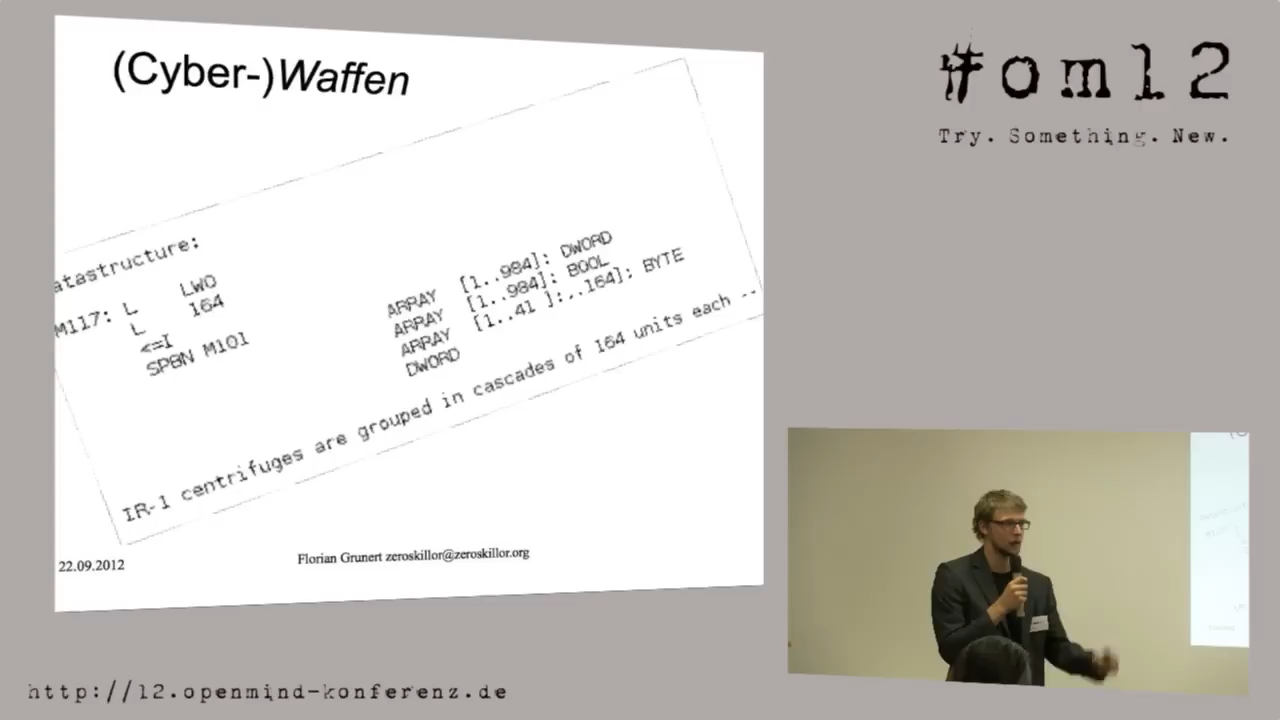 (Cyber-)Waffen
atastructure:
M117: L LWO
L 164
<=I
SPBN M101
ARRAY [1..984]: DWORD
ARRAY [1..984]: BOOL
ARRAY [1..41 ]:..164]: BYTE
DWORD
IR-1 centrifuges are grouped in cascades of 164 units each --
22.09.2012
Florian Grunert zeroskillor@zeroskillor.org
#om12
Try. Something. New.
http://12.openmind-konferenz.de